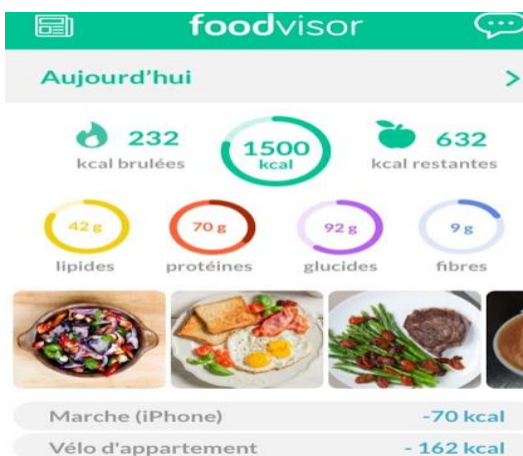 foodvisor
Aujourd'hui >
232
kcal brulées
1500
kcal
632
kcal restantes
42 g
lipides
70 g
protéines
92 g
glucides
9 g
fibres
Marche (iPhone) -70 kcal
Vélo d'appartement - 162 kcal